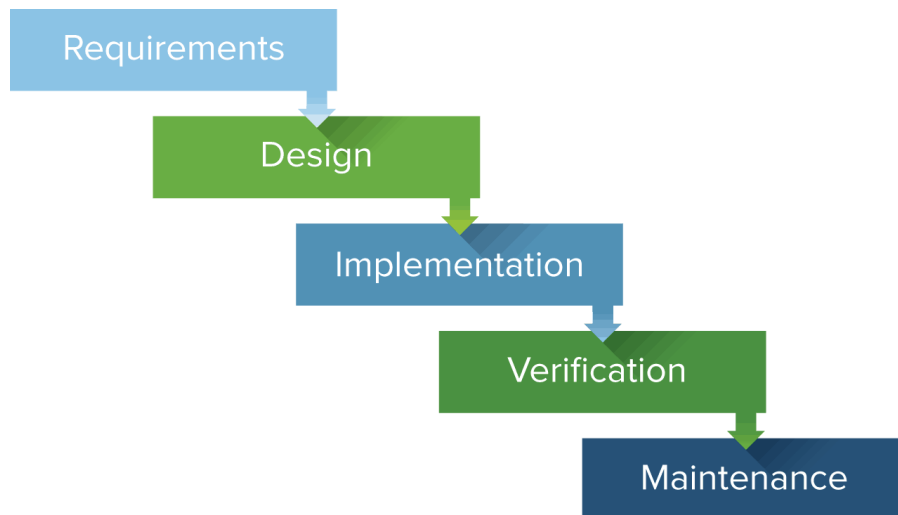 Requirements
Design
Implementation
Verification
Maintenance